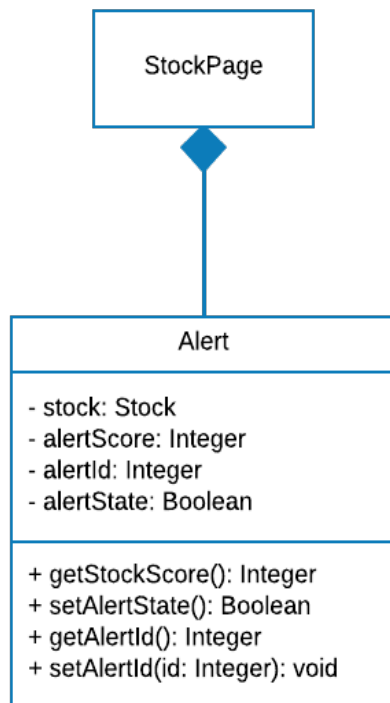 StockPage
Alert
- stock: Stock
- alertScore: Integer
- alertId: Integer
- alertState: Boolean
+ getStockScore(): Integer
+ setAlertState(): Boolean
+ getAlertId(): Integer
+ setAlertId(id: Integer): void